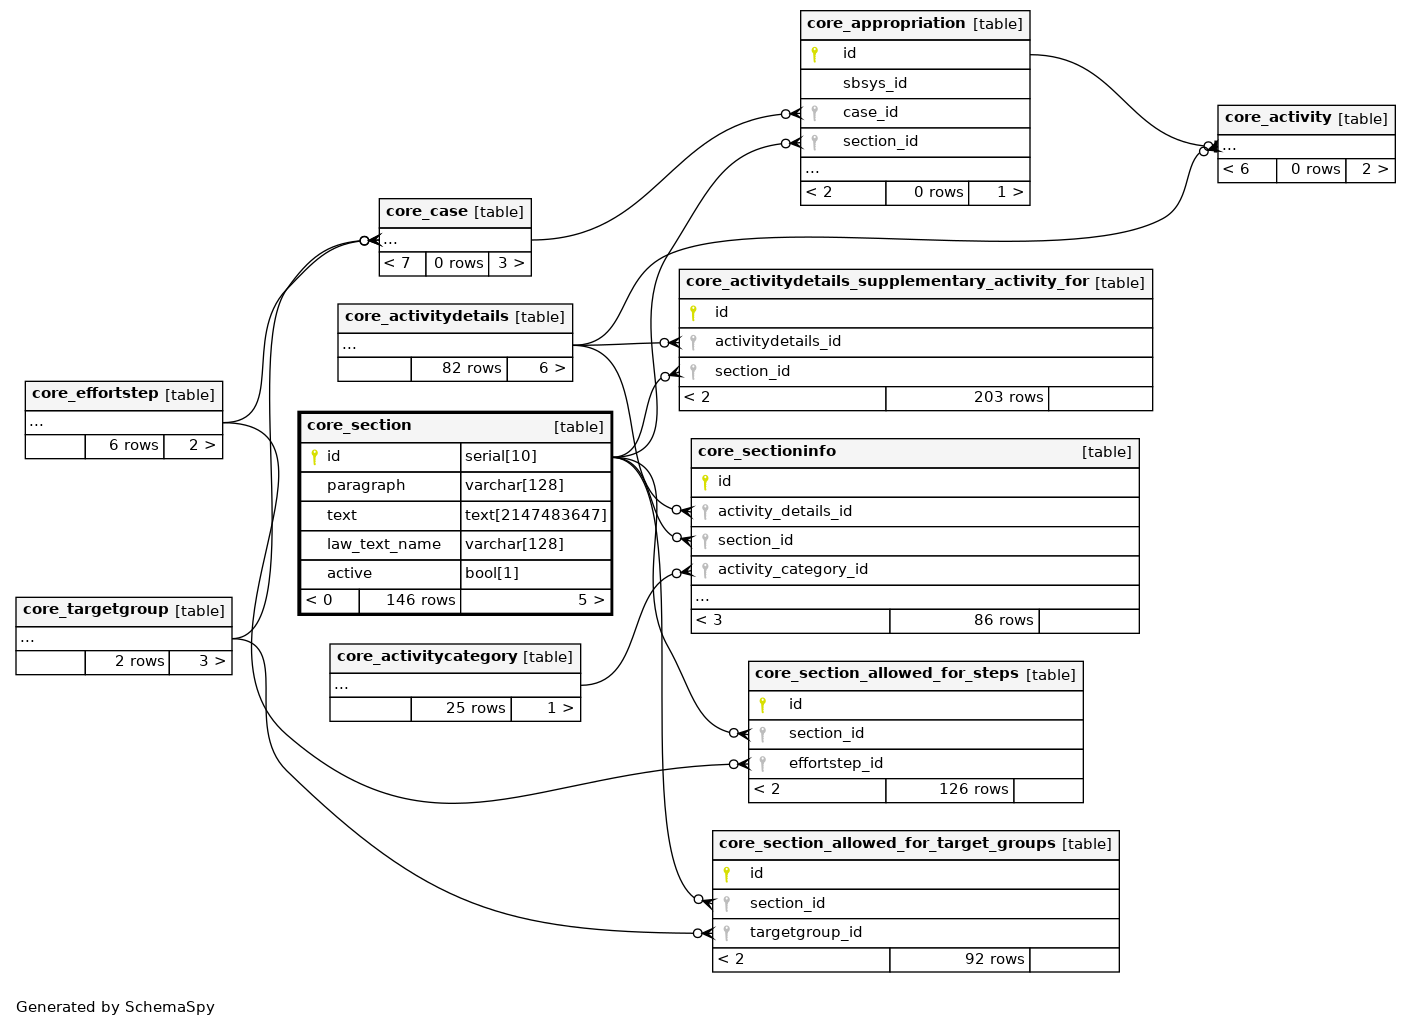 core_appropriation [table]
id
sbsys_id
case_id
section_id
...
< 2 0 rows 1 >
core_activity [table]
...
< 6 0 rows 2 >
core_case [table]
...
< 7 0 rows 3 >
core_activitydetails_supplementary_activity_for [table]
id
activitydetails_id
section_id
< 2 203 rows
core_activitydetails [table]
...
82 rows 6 >
core_effortstep [table]
...
6 rows 2 >
core_section [table]
id serial[10]
paragraph varchar[128]
text text[2147483647]
law_text_name varchar[128]
active bool[1]
< 0 146 rows 5 >
core_sectioninfo [table]
id
activity_details_id
section_id
activity_category_id
...
< 3 86 rows
core_targetgroup [table]
...
2 rows 3 >
core_activitycategory [table]
...
25 rows 1 >
core_section_allowed_for_steps [table]
id
section_id
effortstep_id
< 2 126 rows
core_section_allowed_for_target_groups [table]
id
section_id
targetgroup_id
< 2 92 rows
Generated by SchemaSpy